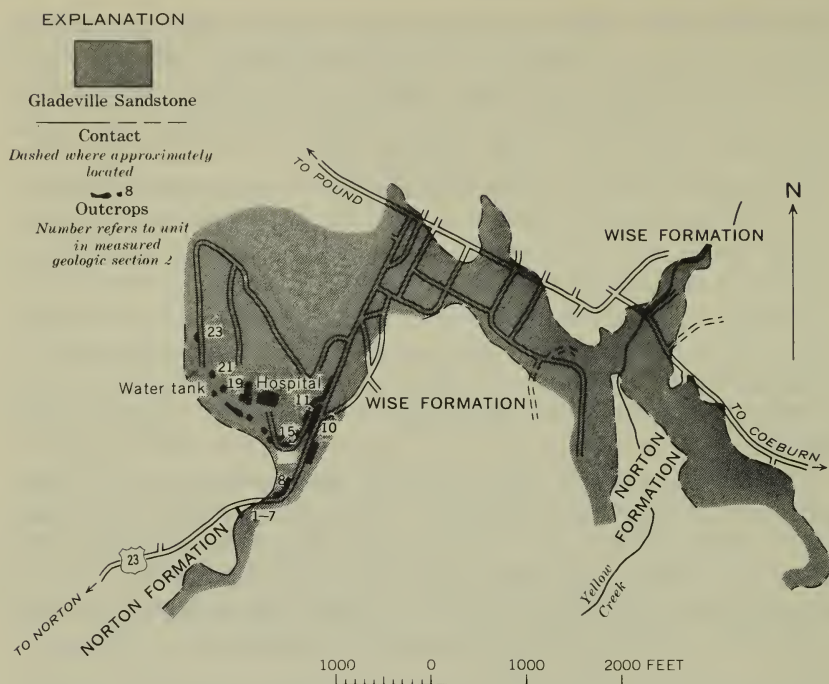 EXPLANATION
Gladeville Sandstone
Contact
Dashed where approximately
located
8
Outcrops
Number refers to unit
in measured
geologic section 2
TO POUND
N
WISE FORMATION
23
21
Water tank
19
Hospital
11
WISE FORMATION
15
10
TO COEBURN
8
NORTON
FORMATION
1–7
23
NORTON FORMATION
TO NORTON
Yellow
Creek
1000 0 1000 2000 FEET